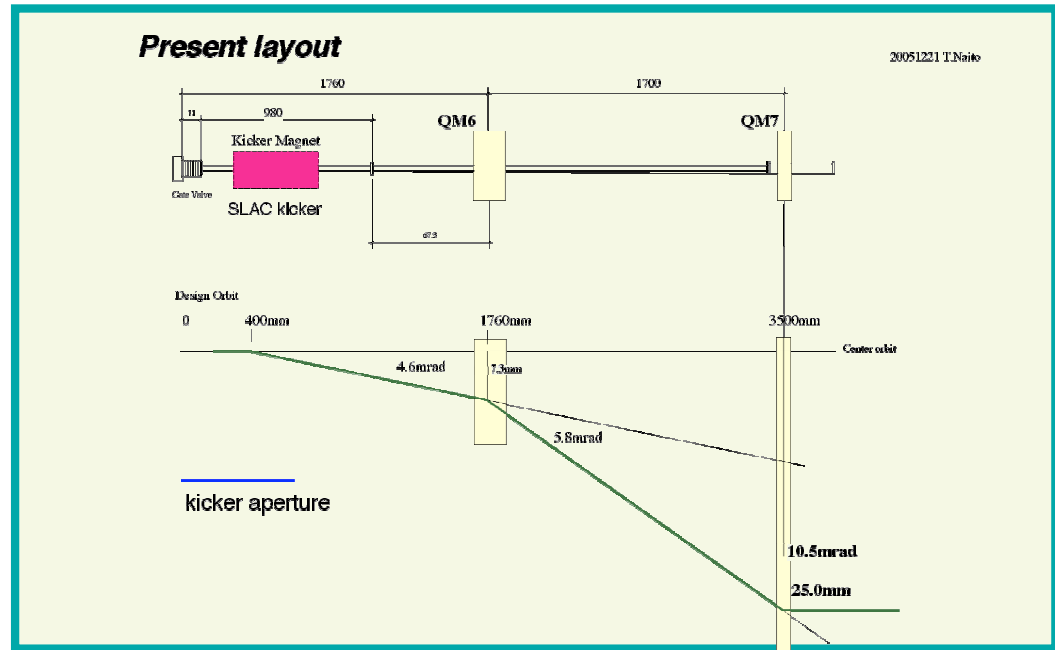 Present layout
20051221 T.Naito
1760
1700
980
QM6
QM7
Kicker Magnet
Gate Valve
SLAC kicker
Design Orbit
0
400mm
1760mm
3500mm
Center orbit
4.6mrad
7.3mm
5.8mrad
kicker aperture
10.5mrad
25.0mm